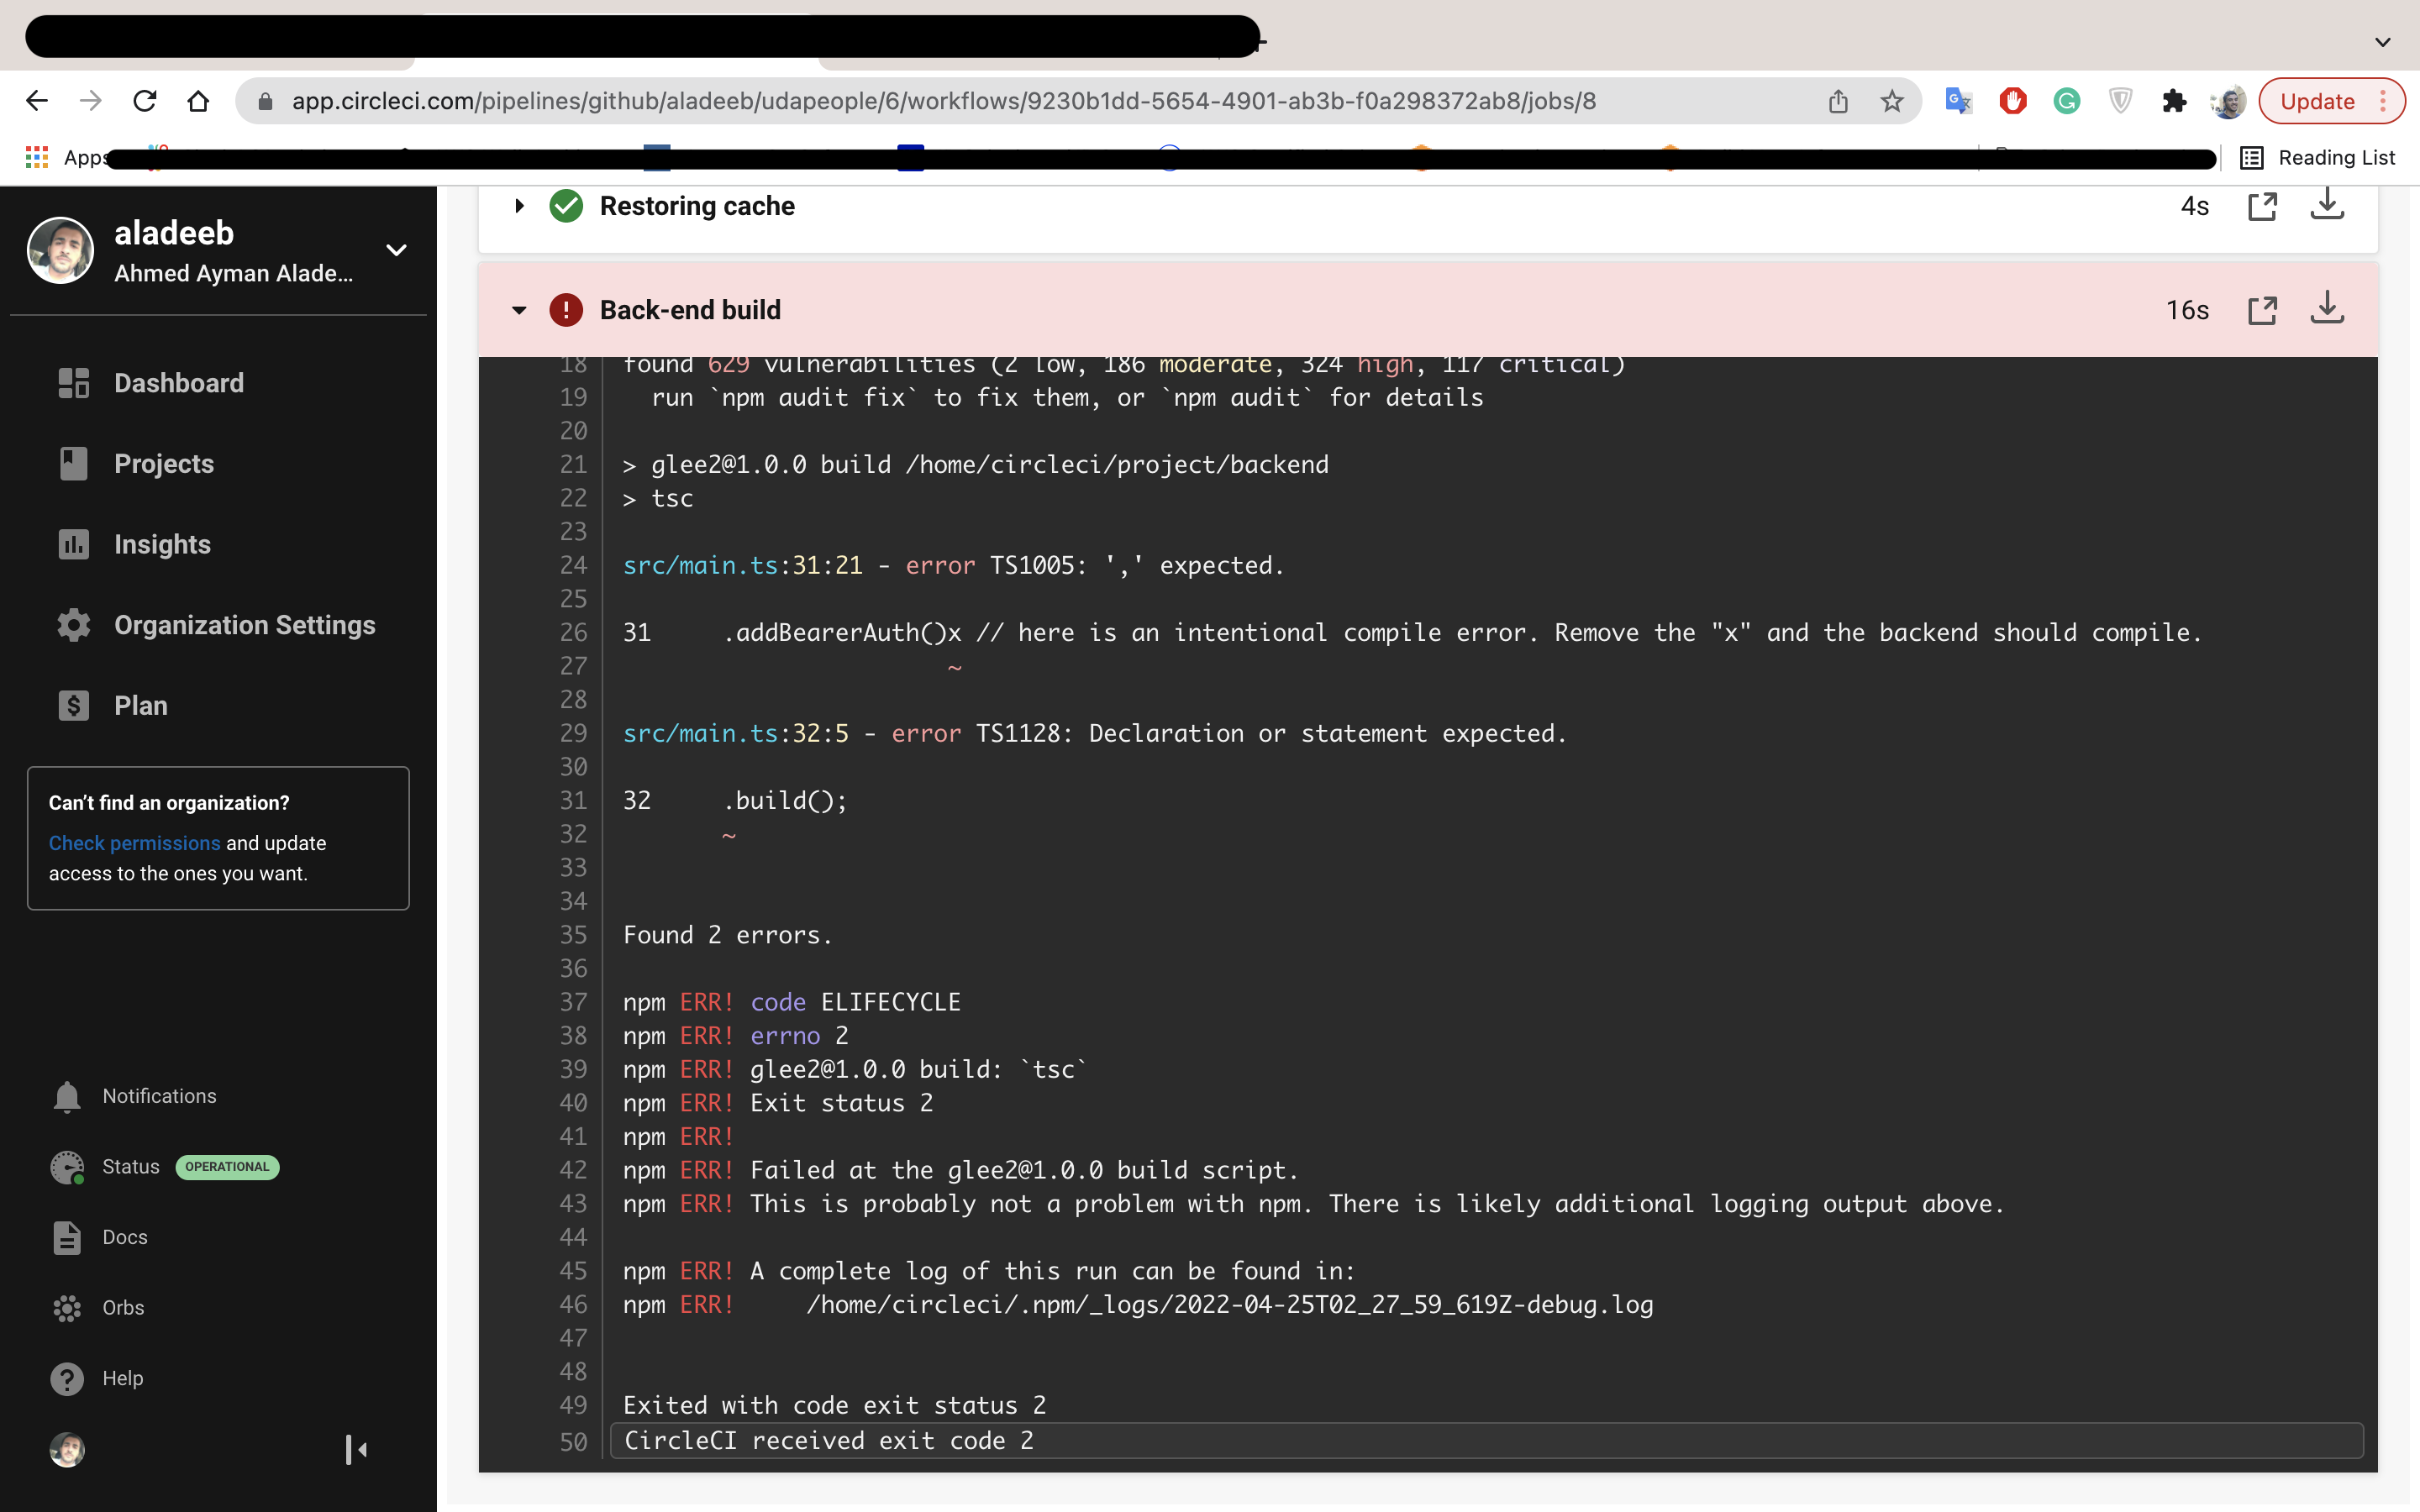 app.circleci.com/pipelines/github/aladeeb/udapeople/6/workflows/9230b1dd-5654-4901-ab3b-f0a298372ab8/jobs/8
Update
Apps
Reading List
aladeeb
Ahmed Ayman Alade...
Dashboard
Projects
Insights
Organization Settings
Plan
Can't find an organization?
Check permissions and update
access to the ones you want.
Notifications
Status OPERATIONAL
Docs
Orbs
Help
Restoring cache
4s
Back-end build
16s
18 found 629 vulnerabilities (2 low, 186 moderate, 324 high, 117 critical)
19 run `npm audit fix` to fix them, or `npm audit` for details
20
21 > glee2@1.0.0 build /home/circleci/project/backend
22 > tsc
23
24 src/main.ts:31:21 - error TS1005: ',' expected.
25
26 31     .addBearerAuth()x // here is an intentional compile error. Remove the "x" and the backend should compile.
27 ~
28
29 src/main.ts:32:5 - error TS1128: Declaration or statement expected.
30
31 32     .build();
32 ~
33
34
35 Found 2 errors.
36
37 npm ERR! code ELIFECYCLE
38 npm ERR! errno 2
39 npm ERR! glee2@1.0.0 build: `tsc`
40 npm ERR! Exit status 2
41 npm ERR!
42 npm ERR! Failed at the glee2@1.0.0 build script.
43 npm ERR! This is probably not a problem with npm. There is likely additional logging output above.
44
45 npm ERR! A complete log of this run can be found in:
46 npm ERR!     /home/circleci/.npm/_logs/2022-04-25T02_27_59_619Z-debug.log
47
48
49 Exited with code exit status 2
50 CircleCI received exit code 2